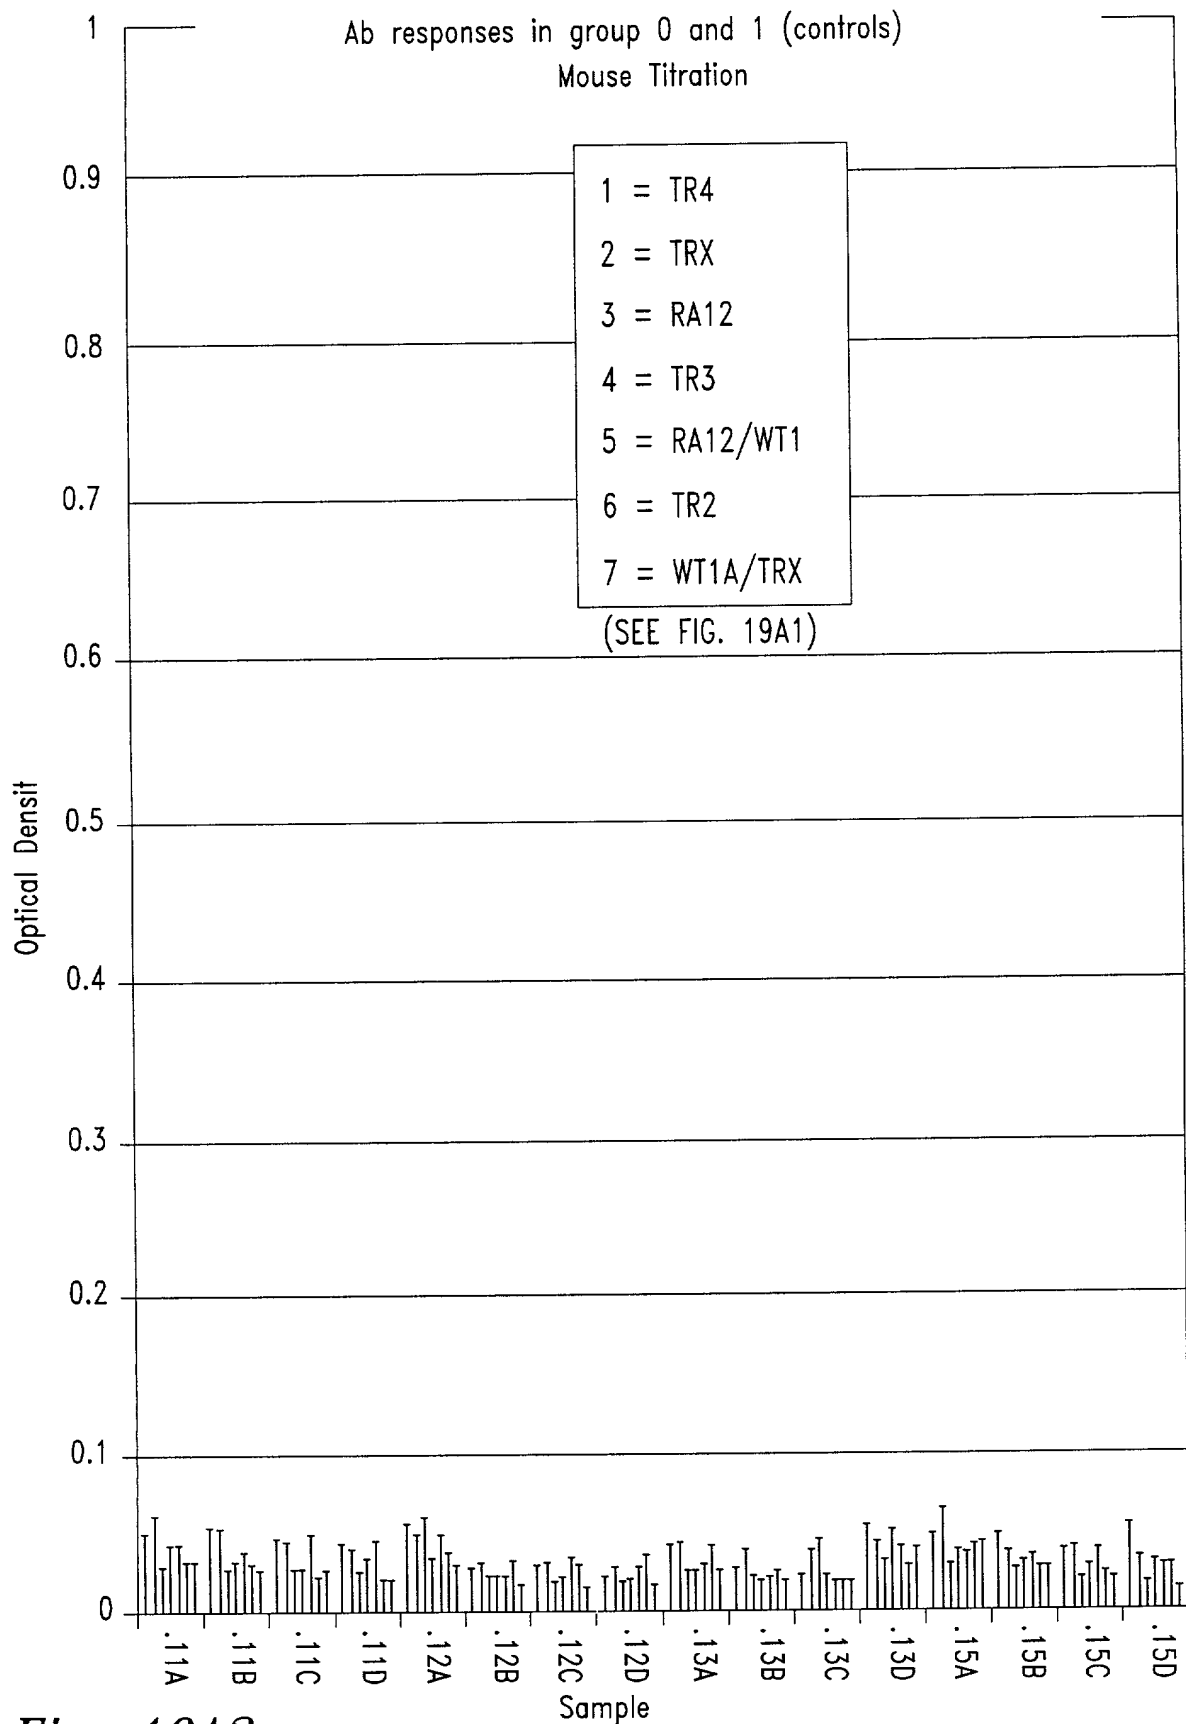 Ab responses in group 0 and 1 (controls)
Mouse Titration
1
0.9
0.8
0.7
0.6
0.5
0.4
0.3
0.2
0.1
0
Optical Densit
1 = TR4
2 = TRX
3 = RA12
4 = TR3
5 = RA12/WT1
6 = TR2
7 = WT1A/TRX
(SEE FIG. 19A1)
.11A .11B .11C .11D .12A .12B .12C .12D .13A .13B .13C .13D .15A .15B .15C .15D
Sample